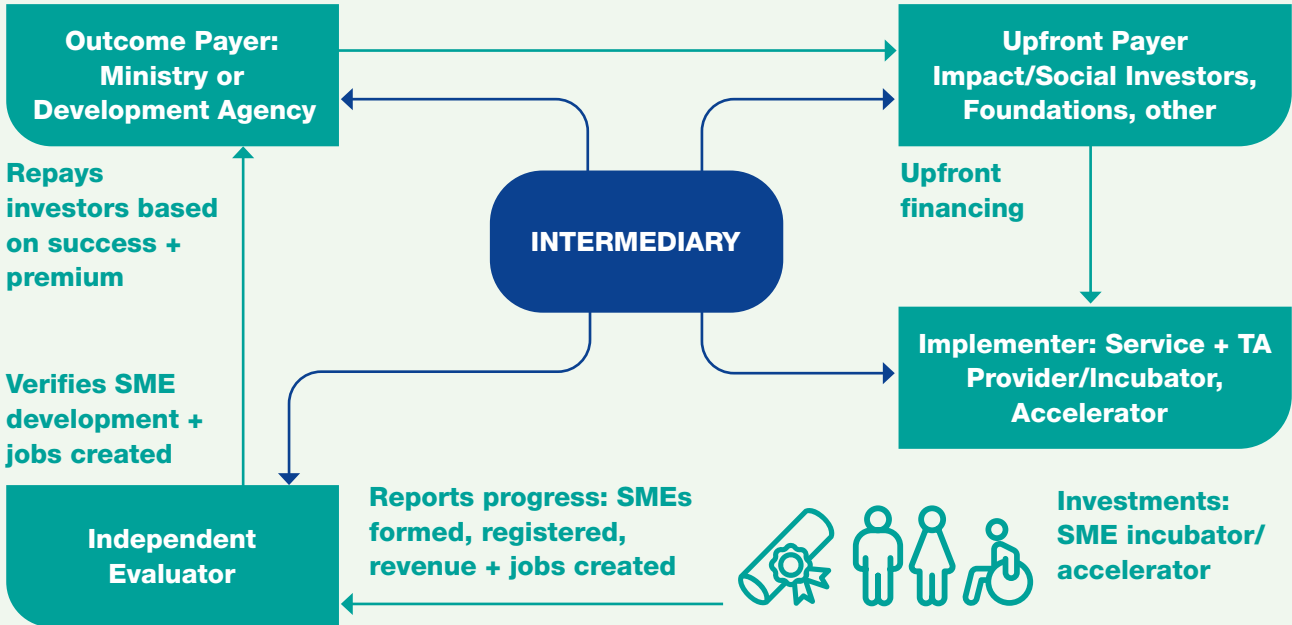 Outcome Payer:
Ministry or
Development Agency
Upfront Payer
Impact/Social Investors,
Foundations, other
Repays
investors based
on success +
premium
Upfront
financing
INTERMEDIARY
Implementer: Service + TA
Provider/Incubator,
Accelerator
Verifies SME
development +
jobs created
Independent
Evaluator
Reports progress: SMEs
formed, registered,
revenue + jobs created
Investments:
SME incubator/
accelerator